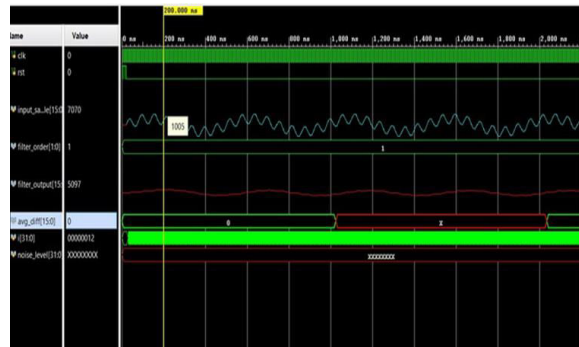 200.000 ns
Name Value 0 ns 200 ns 400 ns 600 ns 800 ns 1,000 ns 1,200 ns 1,400 ns 1,600 ns 1,800 ns 2,000 ns
clk 0
rst 0
input_sa...le[15:0 7070
1005
filter_order[1:0] 1 1
filter_output[15: 5097
avg_diff[15:0] 0 0 X
i[31:0] 00000012
noise_level[31:0 XXXXXXXX XXXXXXXX